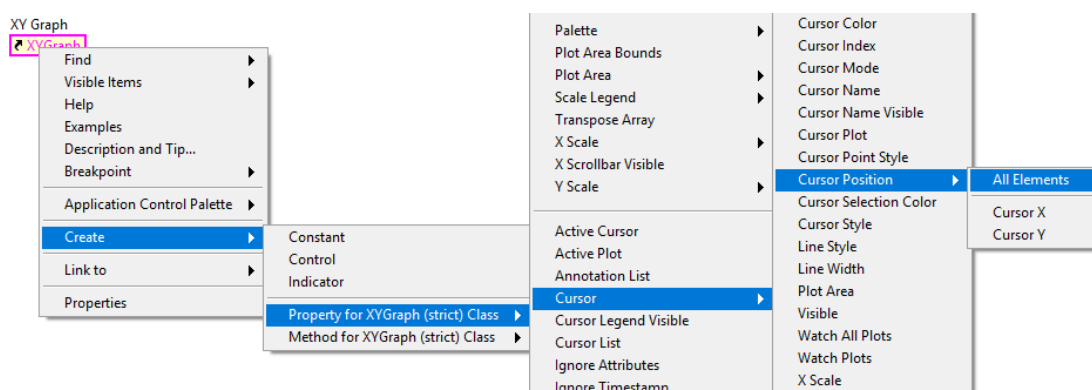 XY Graph
XYGraph
Find
Visible Items
Help
Examples
Description and Tip...
Breakpoint
Application Control Palette
Create
Link to
Properties
Constant
Control
Indicator
Property for XYGraph (strict) Class
Method for XYGraph (strict) Class
Palette
Plot Area Bounds
Plot Area
Scale Legend
Transpose Array
X Scale
X Scrollbar Visible
Y Scale
Active Cursor
Active Plot
Annotation List
Cursor
Cursor Legend Visible
Cursor List
Ignore Attributes
Ignore Timestamp
Cursor Color
Cursor Index
Cursor Mode
Cursor Name
Cursor Name Visible
Cursor Plot
Cursor Point Style
Cursor Position
Cursor Selection Color
Cursor Style
Line Style
Line Width
Plot Area
Visible
Watch All Plots
Watch Plots
X Scale
All Elements
Cursor X
Cursor Y